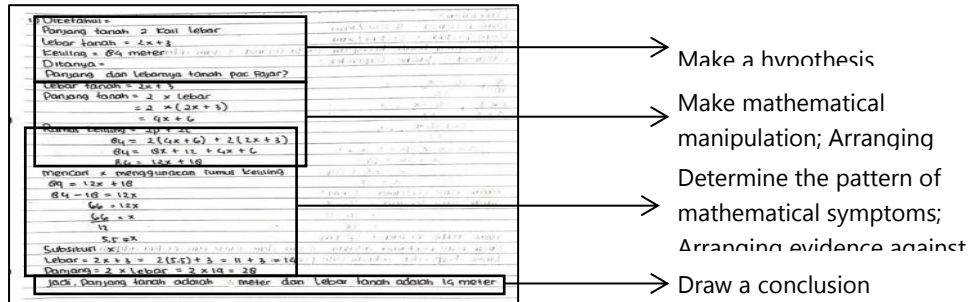 1) Diketahui =
Panjang tanah 2 Kali lebar
Lebar tanah = 2x+3
Keliling = 84 meter
Ditanya =
Panjang dan Lebarnya tanah pac Fajar?
Lebar tanah = 2x+3
Panjang tanah = 2 x Lebar
= 2 x (2x+3)
= 4x + 6
Rumus Keliling = 2p + 2L
84 = 2(4x+6) + 2(2x+3)
84 = 8x + 12 + 4x + 6
84 = 12x + 18
mencari x menggunakan rumus Keliling
84 = 12x + 18
84 - 18 = 12x
66 = 12x
66 = x
12
5.5 = x
Subsitusi x
Lebar = 2x + 3 = 2(5.5) + 3 = 11 + 3 = 14
Panjang = 2 x Lebar = 2 x 14 = 28
Jadi, Panjang tanah adalah meter dan Lebar tanah adalah 14 meter
Make a hypothesis
Make mathematical
manipulation; Arranging
Determine the pattern of
mathematical symptoms;
Arranging evidence against
Draw a conclusion